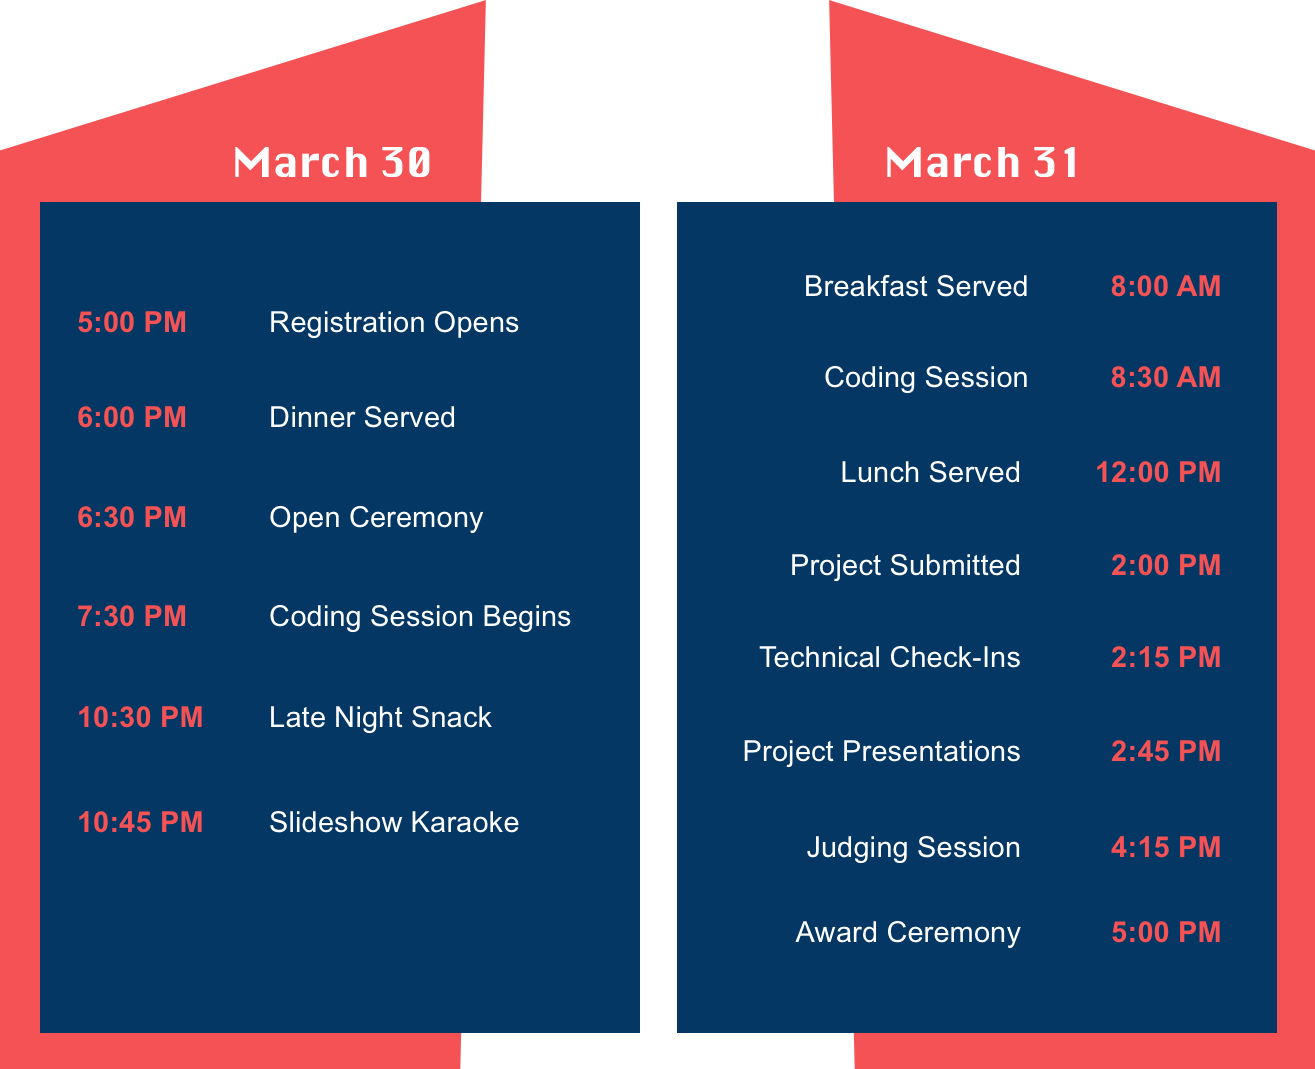 March 30
5:00 PM Registration Opens
6:00 PM Dinner Served
6:30 PM Open Ceremony
7:30 PM Coding Session Begins
10:30 PM Late Night Snack
10:45 PM Slideshow Karaoke
March 31
Breakfast Served 8:00 AM
Coding Session 8:30 AM
Lunch Served 12:00 PM
Project Submitted 2:00 PM
Technical Check-Ins 2:15 PM
Project Presentations 2:45 PM
Judging Session 4:15 PM
Award Ceremony 5:00 PM